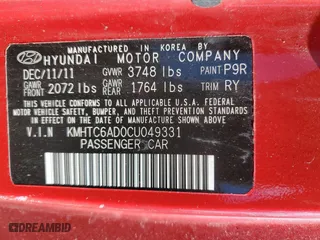 MANUFACTURED IN KOREA BY
HYUNDAI MOTOR COMPANY
DEC/11/11 GVWR 3748 lbs PAINT P9R
GAWR FRONT 2072 lbs GAWR REAR 1764 lbs TRIM RY
THIS VEHICLE CONFORMS TO ALL APPLICABLE
FEDERAL MOTOR VEHICLE SAFETY, BUMPER, AND THEFT
PREVENTION STANDARDS IN EFFECT ON THE DATE OF
MANUFACTURE SHOWN ABOVE.
V.I.N KMHTC6AD0CU049331
PASSENGER CAR
DREAMBID